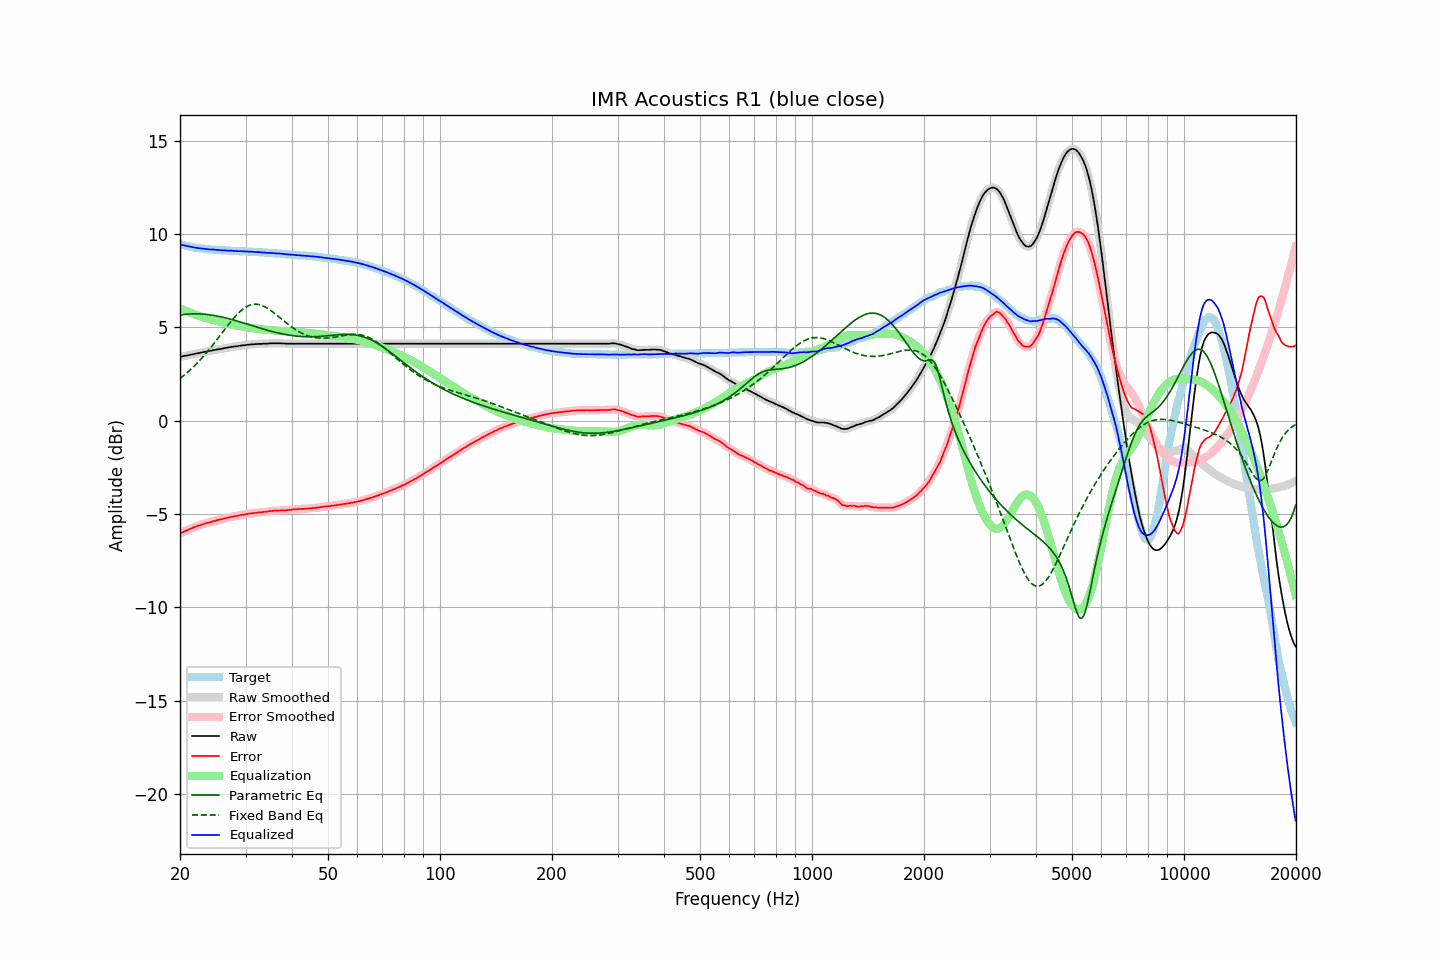 IMR Acoustics R1 (blue close)
15
10
5
0
−5
−10
−15
−20
Amplitude (dBr)
Target
Raw Smoothed
Error Smoothed
Raw
Error
Equalization
Parametric Eq
Fixed Band Eq
Equalized
20
50
100
200
500
1000
2000
5000
10000
20000
Frequency (Hz)